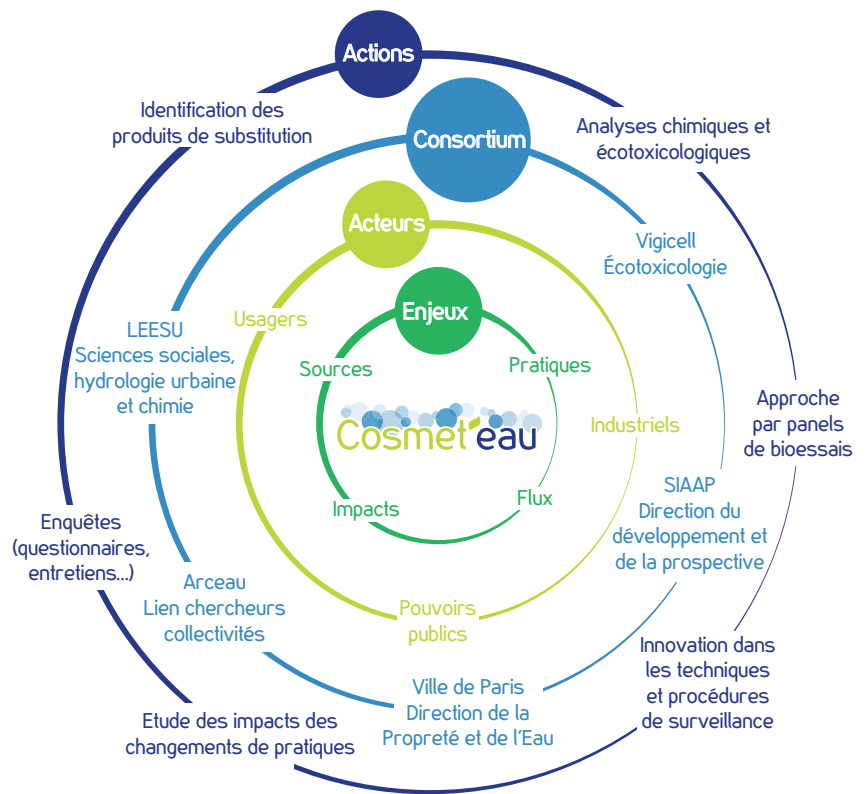 Actions
Identification des
produits de substitution
Analyses chimiques et
écotoxicologiques
Approche
par panels
de bioessais
Innovation dans
les techniques
et procédures
de surveillance
Etude des impacts des
changements de pratiques
Enquêtes
(questionnaires,
entretiens...)
Consortium
Vigicell
Écotoxicologie
SIAAP
Direction du
développement et
de la prospective
Ville de Paris
Direction de la
Propreté et de l'Eau
Arceau
Lien chercheurs
collectivités
LEESU
Sciences sociales,
hydrologie urbaine
et chimie
Acteurs
Usagers
Industriels
Pouvoirs
publics
Enjeux
Sources
Pratiques
Flux
Impacts
Cosmet'eau